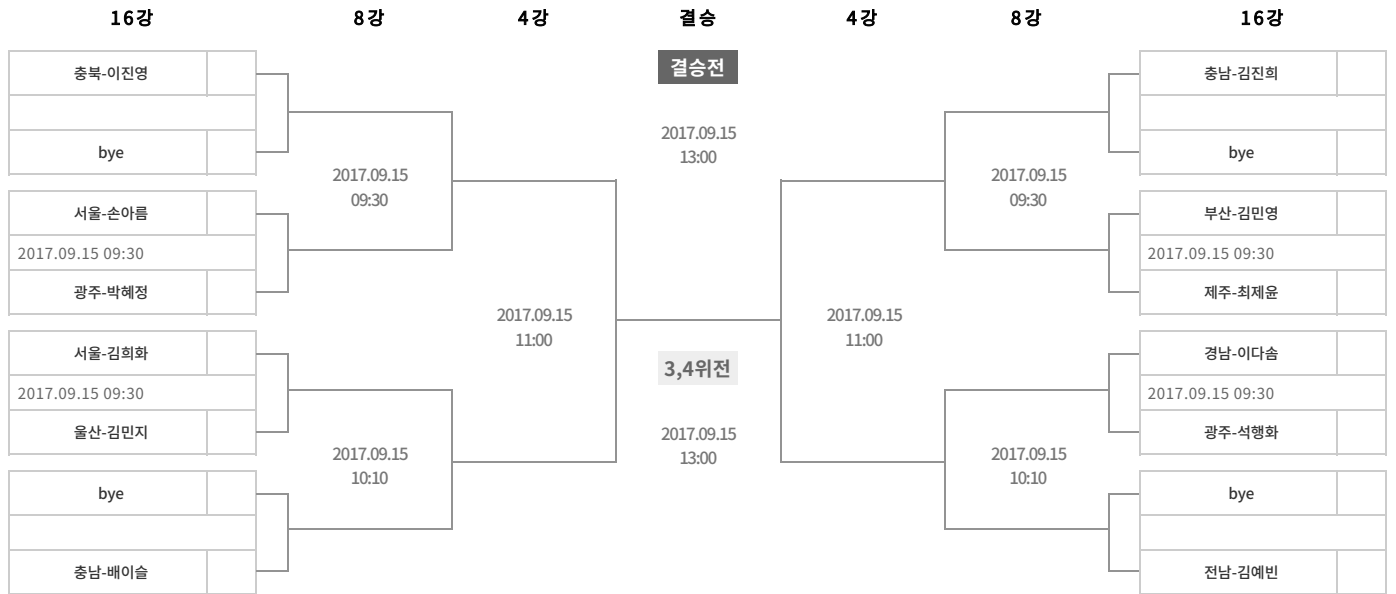 16강 8강 4강 결승 4강 8강 16강
충북-이진영
bye
서울-손아름
2017.09.15 09:30
광주-박혜정
서울-김희화
2017.09.15 09:30
울산-김민지
bye
충남-배이슬
2017.09.15
09:30
2017.09.15
10:10
2017.09.15
11:00
결승전
2017.09.15
13:00
3,4위전
2017.09.15
13:00
2017.09.15
11:00
2017.09.15
09:30
2017.09.15
10:10
충남-김진희
bye
부산-김민영
2017.09.15 09:30
제주-최제윤
경남-이다솜
2017.09.15 09:30
광주-석행화
bye
전남-김예빈